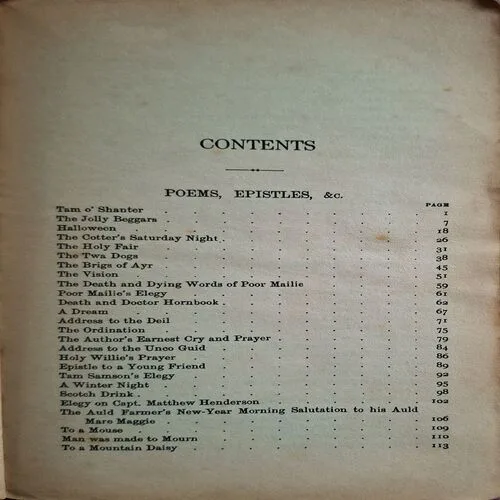 CONTENTS
POEMS, EPISTLES, &c.
PAGE
Tam o' Shanter . . . . . . . . . . 1
The Jolly Beggars . . . . . . . . . . 7
Halloween . . . . . . . . . . 18
The Cotter's Saturday Night . . . . . . . . 26
The Holy Fair . . . . . . . . . . 31
The Twa Dogs . . . . . . . . . . 38
The Brigs of Ayr . . . . . . . . . . 45
The Vision . . . . . . . . . . 51
The Death and Dying Words of Poor Mailie . . . . . 59
Poor Mailie's Elegy . . . . . . . . . 61
Death and Doctor Hornbook . . . . . . . . 62
A Dream . . . . . . . . . . 67
Address to the Deil . . . . . . . . . 71
The Ordination . . . . . . . . . . 75
The Author's Earnest Cry and Prayer . . . . . . 79
Address to the Unco Guid . . . . . . . . 84
Holy Willie's Prayer . . . . . . . . . 86
Epistle to a Young Friend . . . . . . . . 89
Tam Samson's Elegy . . . . . . . . . 92
A Winter Night . . . . . . . . . . 95
Scotch Drink . . . . . . . . . . 98
Elegy on Capt. Matthew Henderson . . . . . . 102
The Auld Farmer's New-Year Morning Salutation to his Auld
Mare Maggie . . . . . . . . . 106
To a Mouse . . . . . . . . . . 109
Man was made to Mourn . . . . . . . . 110
To a Mountain Daisy . . . . . . . . . 113